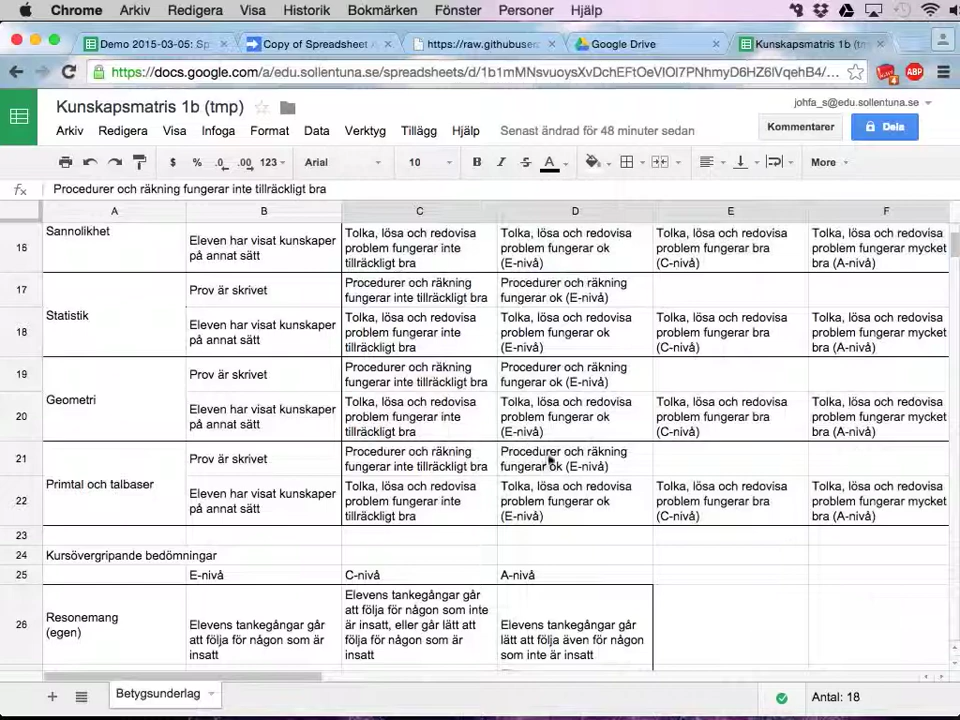 Chrome Arkiv Redigera Visa Historik Bokmärken Fönster Personer Hjälp
Demo 2015-03-05: Sp × Copy of Spreadsheet × https://raw.githubuser × Google Drive × Kunskapsmatris 1b (tm ×
https://docs.google.com/a/edu.sollentuna.se/spreadsheets/d/1b1mMNsvuoysXvDchEFtOeVIOl7PNhmyD6HZ6lVqehB4/... 4 ABP
Kunskapsmatris 1b (tmp) johfa_s@edu.sollentuna.se
Arkiv Redigera Visa Infoga Format Data Verktyg Tillägg Hjälp Senast ändrad för 48 minuter sedan Kommentarer Dela
$ % .0 .00 123 Arial 10 B I S A More
fx Procedurer och räkning fungerar inte tillräckligt bra
A B C D E F
16 Sannolikhet
Eleven har visat kunskaper
på annat sätt
Tolka, lösa och redovisa
problem fungerar inte
tillräckligt bra
Tolka, lösa och redovisa
problem fungerar ok
(E-nivå)
Tolka, lösa och redovisa
problem fungerar bra
(C-nivå)
Tolka, lösa och redovisa
problem fungerar mycket
bra (A-nivå)
17 Prov är skrivet
Procedurer och räkning
fungerar inte tillräckligt bra
Procedurer och räkning
fungerar ok (E-nivå)
Statistik
18 Eleven har visat kunskaper
på annat sätt
Tolka, lösa och redovisa
problem fungerar inte
tillräckligt bra
Tolka, lösa och redovisa
problem fungerar ok
(E-nivå)
Tolka, lösa och redovisa
problem fungerar bra
(C-nivå)
Tolka, lösa och redovisa
problem fungerar mycket
bra (A-nivå)
19 Prov är skrivet
Procedurer och räkning
fungerar inte tillräckligt bra
Procedurer och räkning
fungerar ok (E-nivå)
Geometri
20 Eleven har visat kunskaper
på annat sätt
Tolka, lösa och redovisa
problem fungerar inte
tillräckligt bra
Tolka, lösa och redovisa
problem fungerar ok
(E-nivå)
Tolka, lösa och redovisa
problem fungerar bra
(C-nivå)
Tolka, lösa och redovisa
problem fungerar mycket
bra (A-nivå)
21 Prov är skrivet
Procedurer och räkning
fungerar inte tillräckligt bra
Procedurer och räkning
fungerar ok (E-nivå)
Primtal och talbaser
22 Eleven har visat kunskaper
på annat sätt
Tolka, lösa och redovisa
problem fungerar inte
tillräckligt bra
Tolka, lösa och redovisa
problem fungerar ok
(E-nivå)
Tolka, lösa och redovisa
problem fungerar bra
(C-nivå)
Tolka, lösa och redovisa
problem fungerar mycket
bra (A-nivå)
23
24 Kursövergripande bedömningar
25 E-nivå C-nivå A-nivå
26 Resonemang
(egen)
Elevens tankegångar går
att följa för någon som är
insatt
Elevens tankegångar går
att följa för någon som inte
är insatt, eller går lätt att
följa för någon som är
insatt
Elevens tankegångar går
lätt att följa även för någon
som inte är insatt
Betygsunderlag Antal: 18